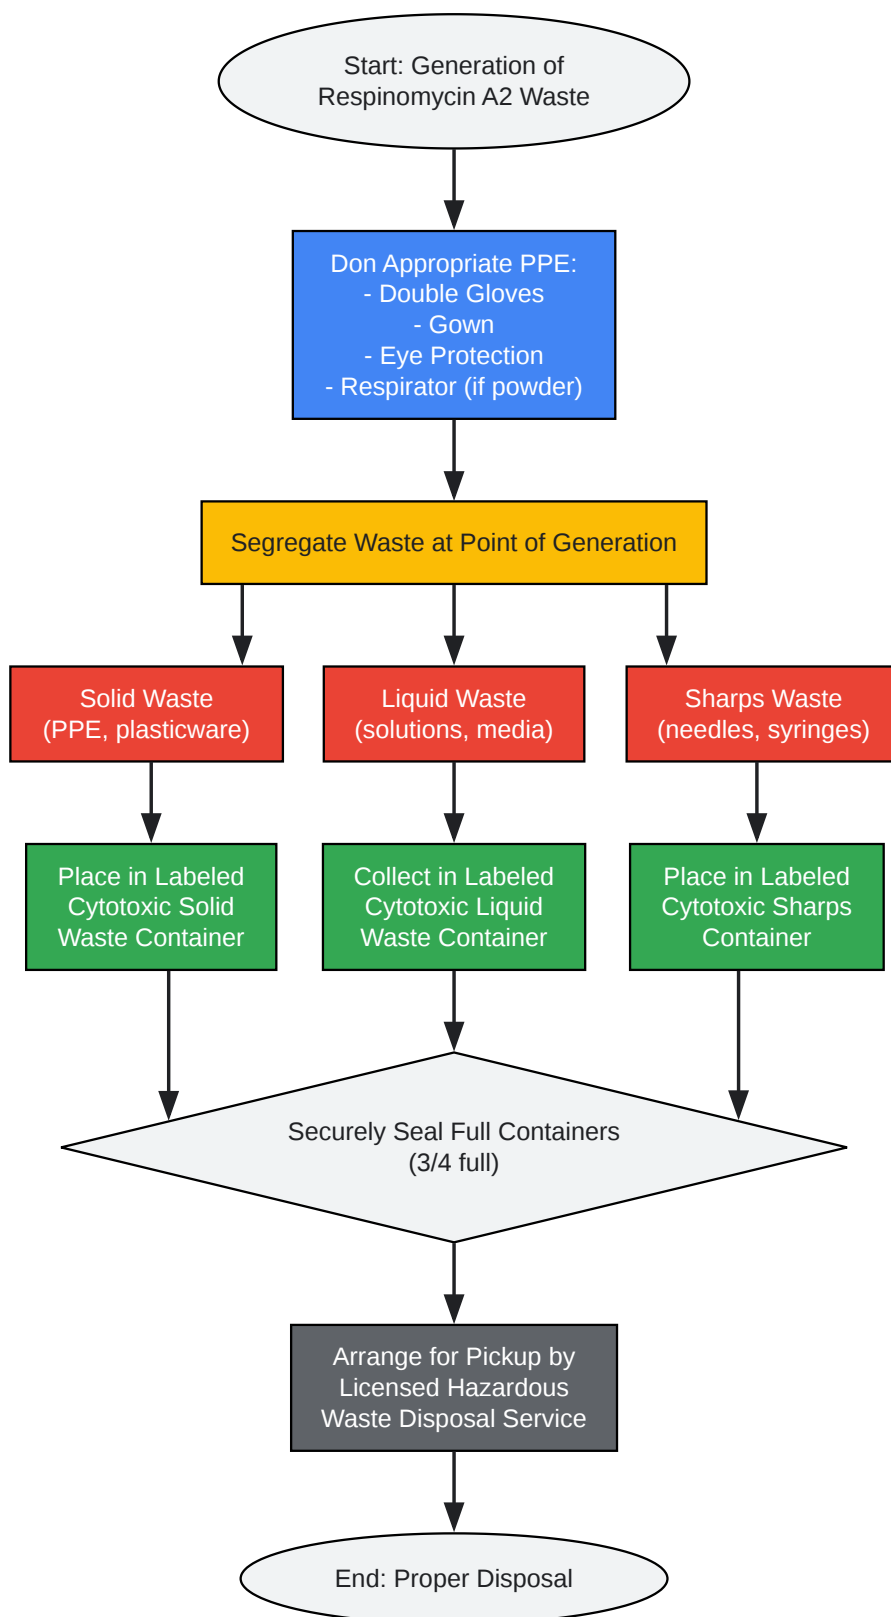 Start: Generation of
Respinomycin A2 Waste
Don Appropriate PPE:
- Double Gloves
- Gown
- Eye Protection
- Respirator (if powder)
Segregate Waste at Point of Generation
Solid Waste
(PPE, plasticware)
Liquid Waste
(solutions, media)
Sharps Waste
(needles, syringes)
Place in Labeled
Cytotoxic Solid
Waste Container
Collect in Labeled
Cytotoxic Liquid
Waste Container
Place in Labeled
Cytotoxic Sharps
Container
Securely Seal Full Containers
(3/4 full)
Arrange for Pickup by
Licensed Hazardous
Waste Disposal Service
End: Proper Disposal